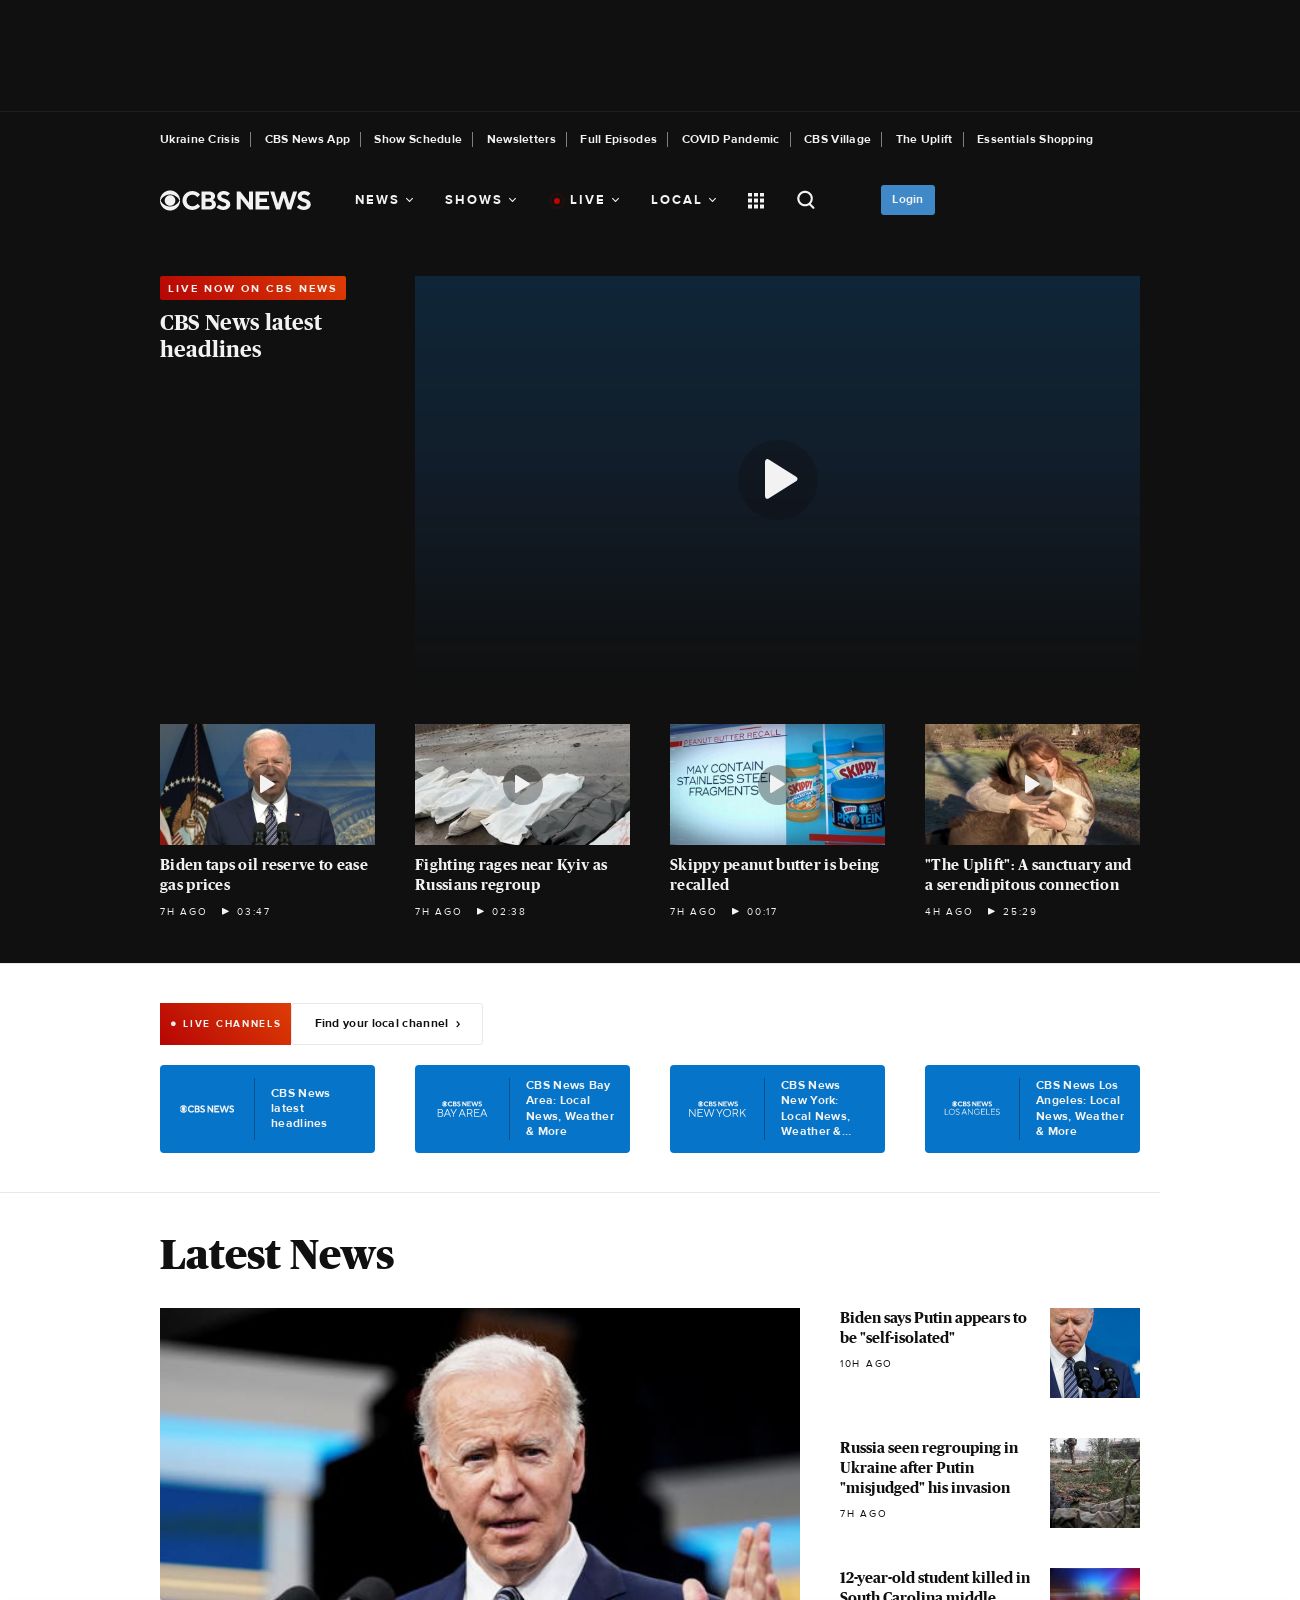 Ukraine Crisis CBS News App Show Schedule Newsletters Full Episodes COVID Pandemic CBS Village The Uplift Essentials Shopping
CBS NEWS NEWS SHOWS LIVE LOCAL Login
LIVE NOW ON CBS NEWS
CBS News latest
headlines
PEANUT BUTTER RECALL
MAY CONTAIN
STAINLESS STEEL
FRAGMENTS
SKIPPY
PROTEIN
Biden taps oil reserve to ease
gas prices
7H AGO 03:47
Fighting rages near Kyiv as
Russians regroup
7H AGO 02:38
Skippy peanut butter is being
recalled
7H AGO 00:17
"The Uplift": A sanctuary and
a serendipitous connection
4H AGO 25:29
LIVE CHANNELS
Find your local channel ›
CBS NEWS
CBS News
latest
headlines
CBS NEWS
BAY AREA
CBS News Bay
Area: Local
News, Weather
& More
CBS NEWS
NEW YORK
CBS News
New York:
Local News,
Weather &...
CBS NEWS
LOS ANGELES
CBS News Los
Angeles: Local
News, Weather
& More
Latest News
Biden says Putin appears to
be "self-isolated"
10H AGO
Russia seen regrouping in
Ukraine after Putin
"misjudged" his invasion
7H AGO
12-year-old student killed in
South Carolina middle